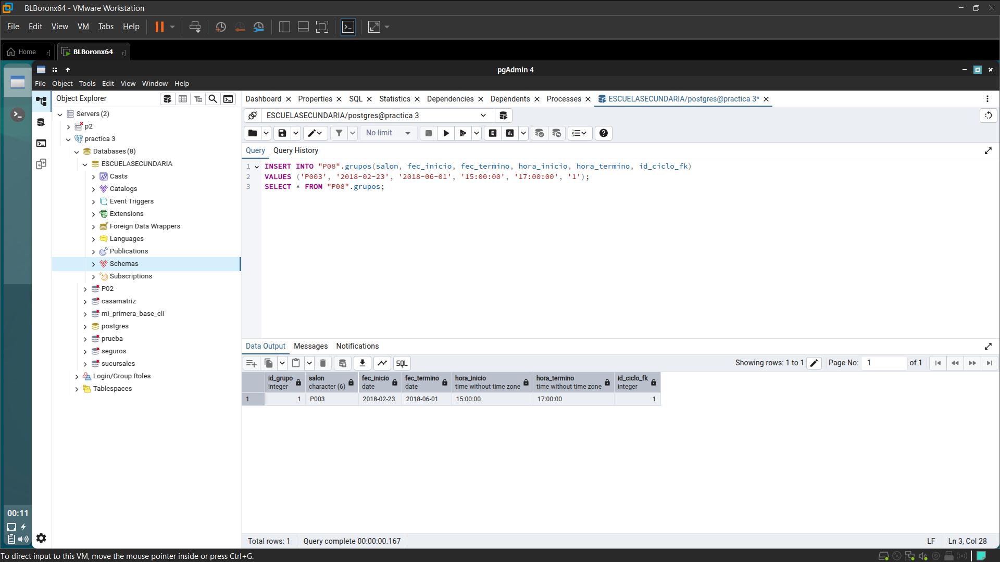 BLBoronx64 - VMware Workstation
File Edit View VM Tabs Help
Home
BLBoronx64
pgAdmin 4
File Object Tools Edit View Window Help
Object Explorer
Dashboard Properties SQL Statistics Dependencies Dependents Processes ESCUELASECUNDARIA/postgres@practica 3*
Servers (2)
p2
practica 3
Databases (8)
ESCUELASECUNDARIA
Casts
Catalogs
Event Triggers
Extensions
Foreign Data Wrappers
Languages
Publications
Schemas
Subscriptions
P02
casamatriz
mi_primera_base_cli
postgres
prueba
seguros
sucursales
Login/Group Roles
Tablespaces
ESCUELASECUNDARIA/postgres@practica 3
No limit
E
Query Query History
1 INSERT INTO "P08".grupos(salon, fec_inicio, fec_termino, hora_inicio, hora_termino, id_ciclo_fk)
2 VALUES ('P003', '2018-02-23', '2018-06-01', '15:00:00', '17:00:00', '1');
3 SELECT * FROM "P08".grupos;
Data Output Messages Notifications
SQL Showing rows: 1 to 1 Page No: 1 of 1
id_grupo salon fec_inicio fec_termino hora_inicio hora_termino id_ciclo_fk
integer character (6) date date time without time zone time without time zone integer
1 1 P003 2018-02-23 2018-06-01 15:00:00 17:00:00 1
00:11
Total rows: 1 Query complete 00:00:00.167 LF Ln 3, Col 28
To direct input to this VM, move the mouse pointer inside or press Ctrl+G.